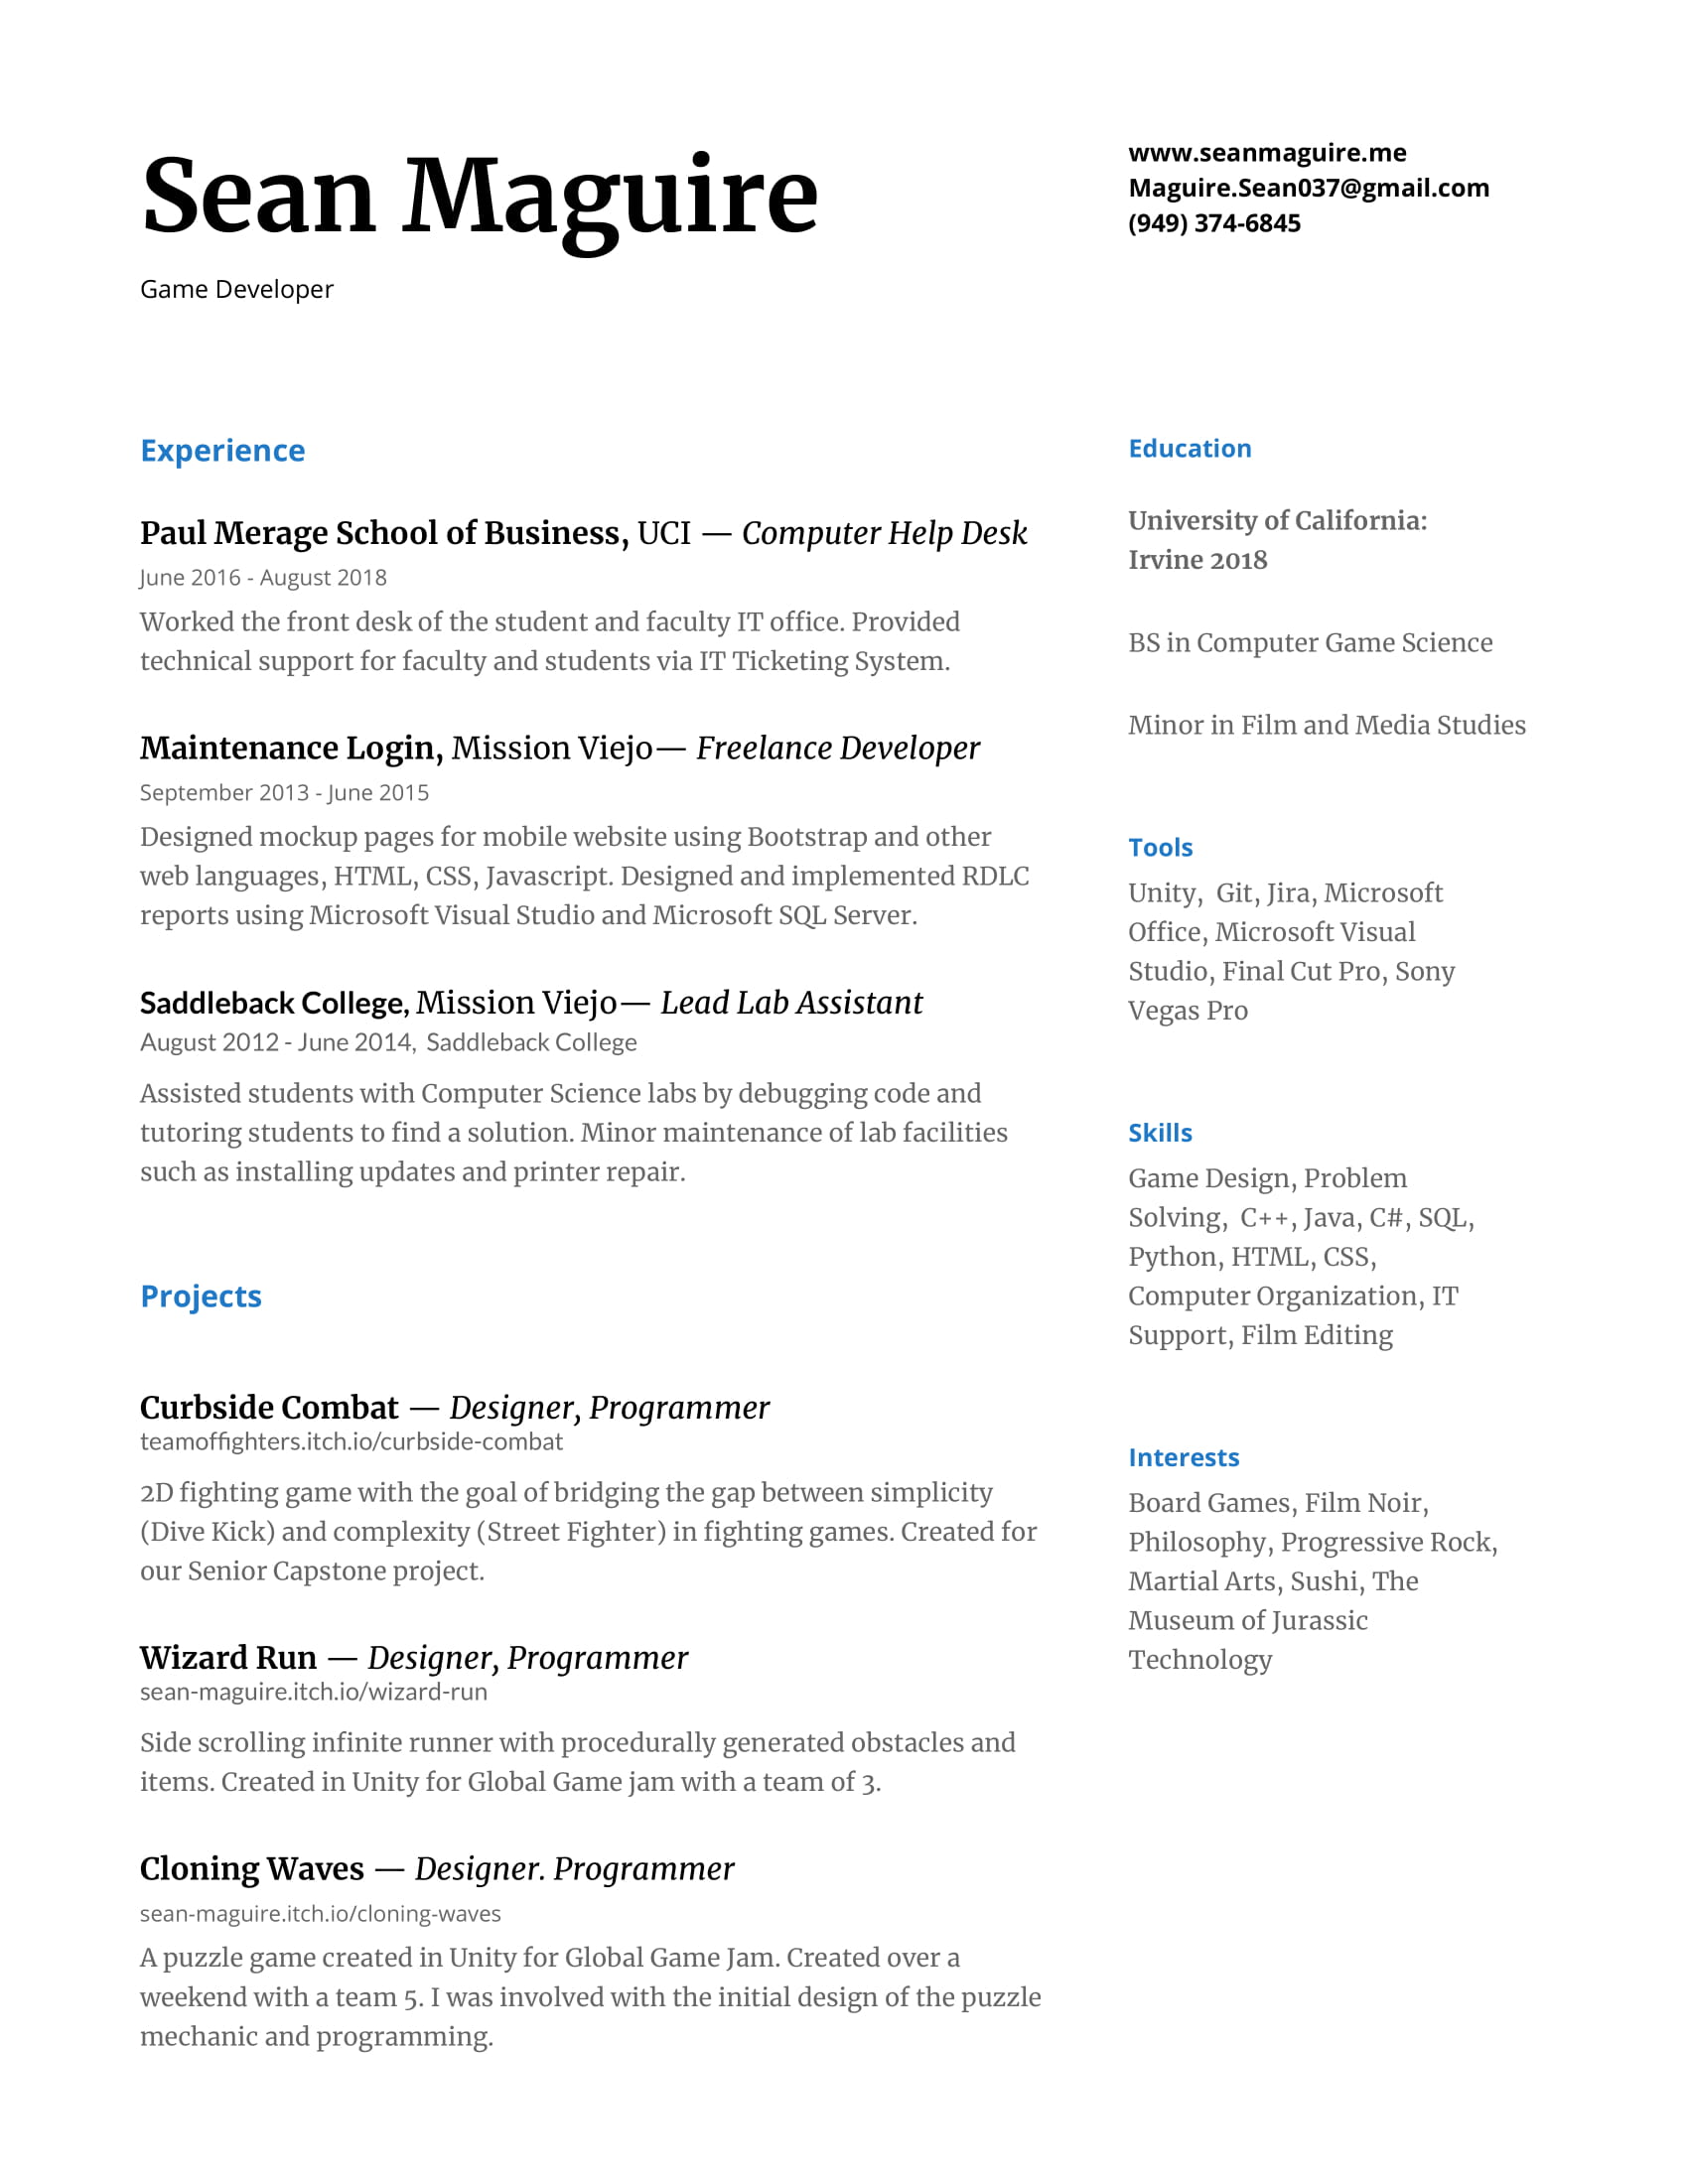 Sean Maguire
Game Developer
www.seanmaguire.me
Maguire.Sean037@gmail.com
(949) 374-6845
Experience
Paul Merage School of Business, UCI — Computer Help Desk
June 2016 - August 2018
Worked the front desk of the student and faculty IT office. Provided
technical support for faculty and students via IT Ticketing System.
Maintenance Login, Mission Viejo— Freelance Developer
September 2013 - June 2015
Designed mockup pages for mobile website using Bootstrap and other
web languages, HTML, CSS, Javascript. Designed and implemented RDLC
reports using Microsoft Visual Studio and Microsoft SQL Server.
Saddleback College, Mission Viejo— Lead Lab Assistant
August 2012 - June 2014, Saddleback College
Assisted students with Computer Science labs by debugging code and
tutoring students to find a solution. Minor maintenance of lab facilities
such as installing updates and printer repair.
Projects
Curbside Combat — Designer, Programmer
teamoffighters.itch.io/curbside-combat
2D fighting game with the goal of bridging the gap between simplicity
(Dive Kick) and complexity (Street Fighter) in fighting games. Created for
our Senior Capstone project.
Wizard Run — Designer, Programmer
sean-maguire.itch.io/wizard-run
Side scrolling infinite runner with procedurally generated obstacles and
items. Created in Unity for Global Game jam with a team of 3.
Cloning Waves — Designer. Programmer
sean-maguire.itch.io/cloning-waves
A puzzle game created in Unity for Global Game Jam. Created over a
weekend with a team 5. I was involved with the initial design of the puzzle
mechanic and programming.
Education
University of California:
Irvine 2018
BS in Computer Game Science
Minor in Film and Media Studies
Tools
Unity, Git, Jira, Microsoft
Office, Microsoft Visual
Studio, Final Cut Pro, Sony
Vegas Pro
Skills
Game Design, Problem
Solving, C++, Java, C#, SQL,
Python, HTML, CSS,
Computer Organization, IT
Support, Film Editing
Interests
Board Games, Film Noir,
Philosophy, Progressive Rock,
Martial Arts, Sushi, The
Museum of Jurassic
Technology